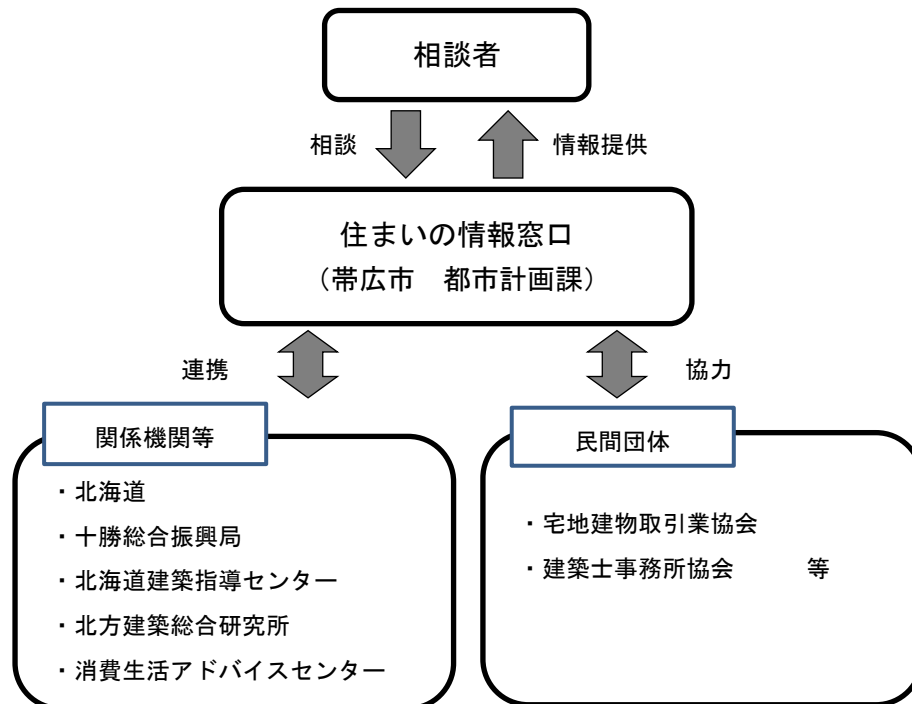 相談者
相談
情報提供
住まいの情報窓口
（帯広市　都市計画課）
連携
協力
関係機関等
・北海道
・十勝総合振興局
・北海道建築指導センター
・北方建築総合研究所
・消費生活アドバイスセンター
民間団体
・宅地建物取引業協会
・建築士事務所協会　　　等